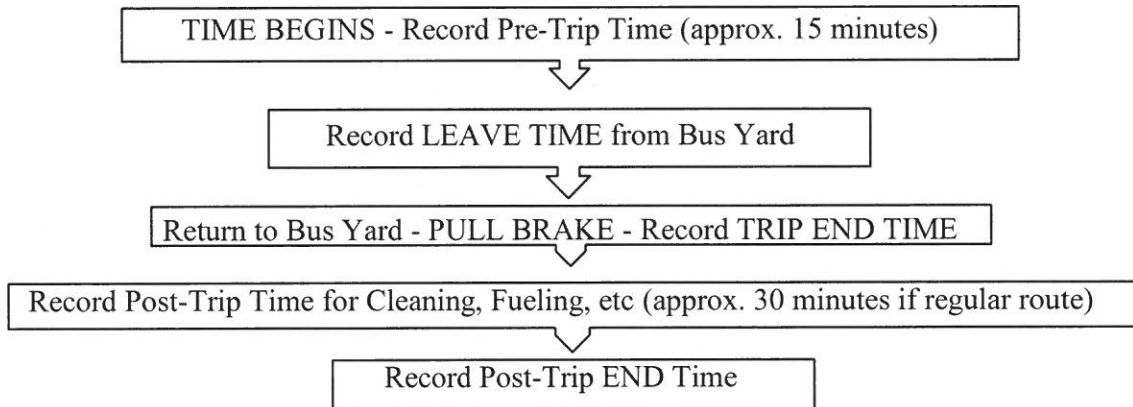 TIME BEGINS - Record Pre-Trip Time (approx. 15 minutes)
Record LEAVE TIME from Bus Yard
Return to Bus Yard - PULL BRAKE - Record TRIP END TIME
Record Post-Trip Time for Cleaning, Fueling, etc (approx. 30 minutes if regular route)
Record Post-Trip END Time